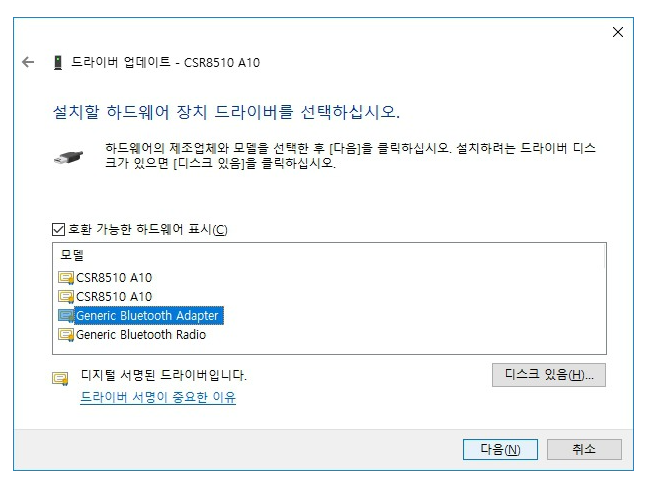 드라이버 업데이트 - CSR8510 A10
설치할 하드웨어 장치 드라이버를 선택하십시오.
하드웨어의 제조업체와 모델을 선택한 후 [다음]을 클릭하십시오. 설치하려는 드라이버 디스
크가 있으면 [디스크 있음]을 클릭하십시오.
호환 가능한 하드웨어 표시(C)
모델
CSR8510 A10
CSR8510 A10
Generic Bluetooth Adapter
Generic Bluetooth Radio
디지털 서명된 드라이버입니다.
디스크 있음(H)...
드라이버 서명이 중요한 이유
다음(N)
취소